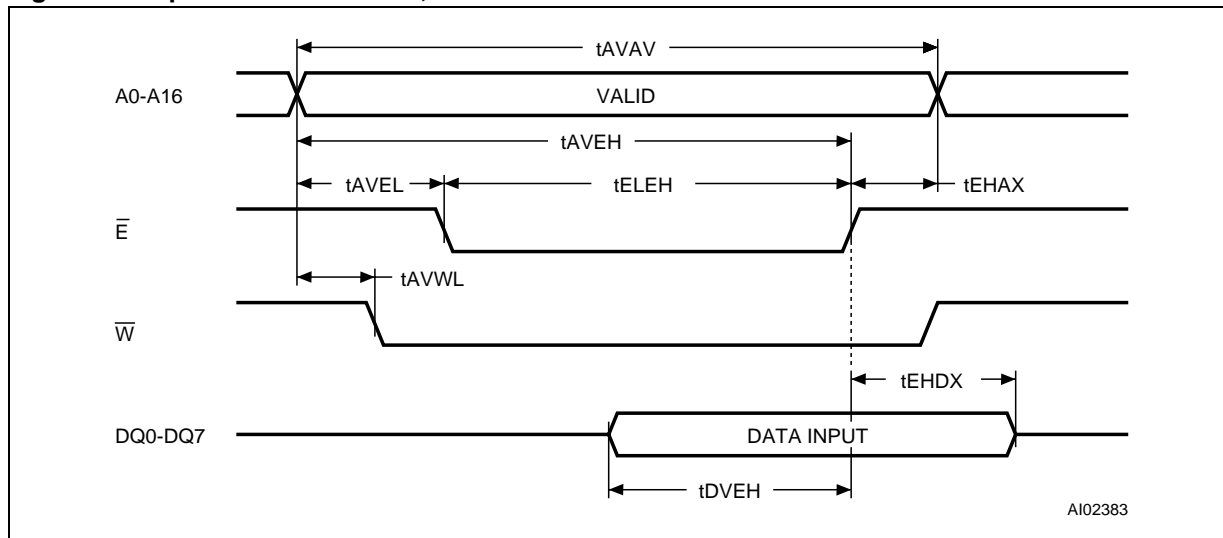 tAVAV
A0-A16
VALID
tAVEH
tAVEL
tELEH
tEHAX
E̅
tAVWL
W̅
tEHDX
DQ0-DQ7
DATA INPUT
tDVEH
AI02383